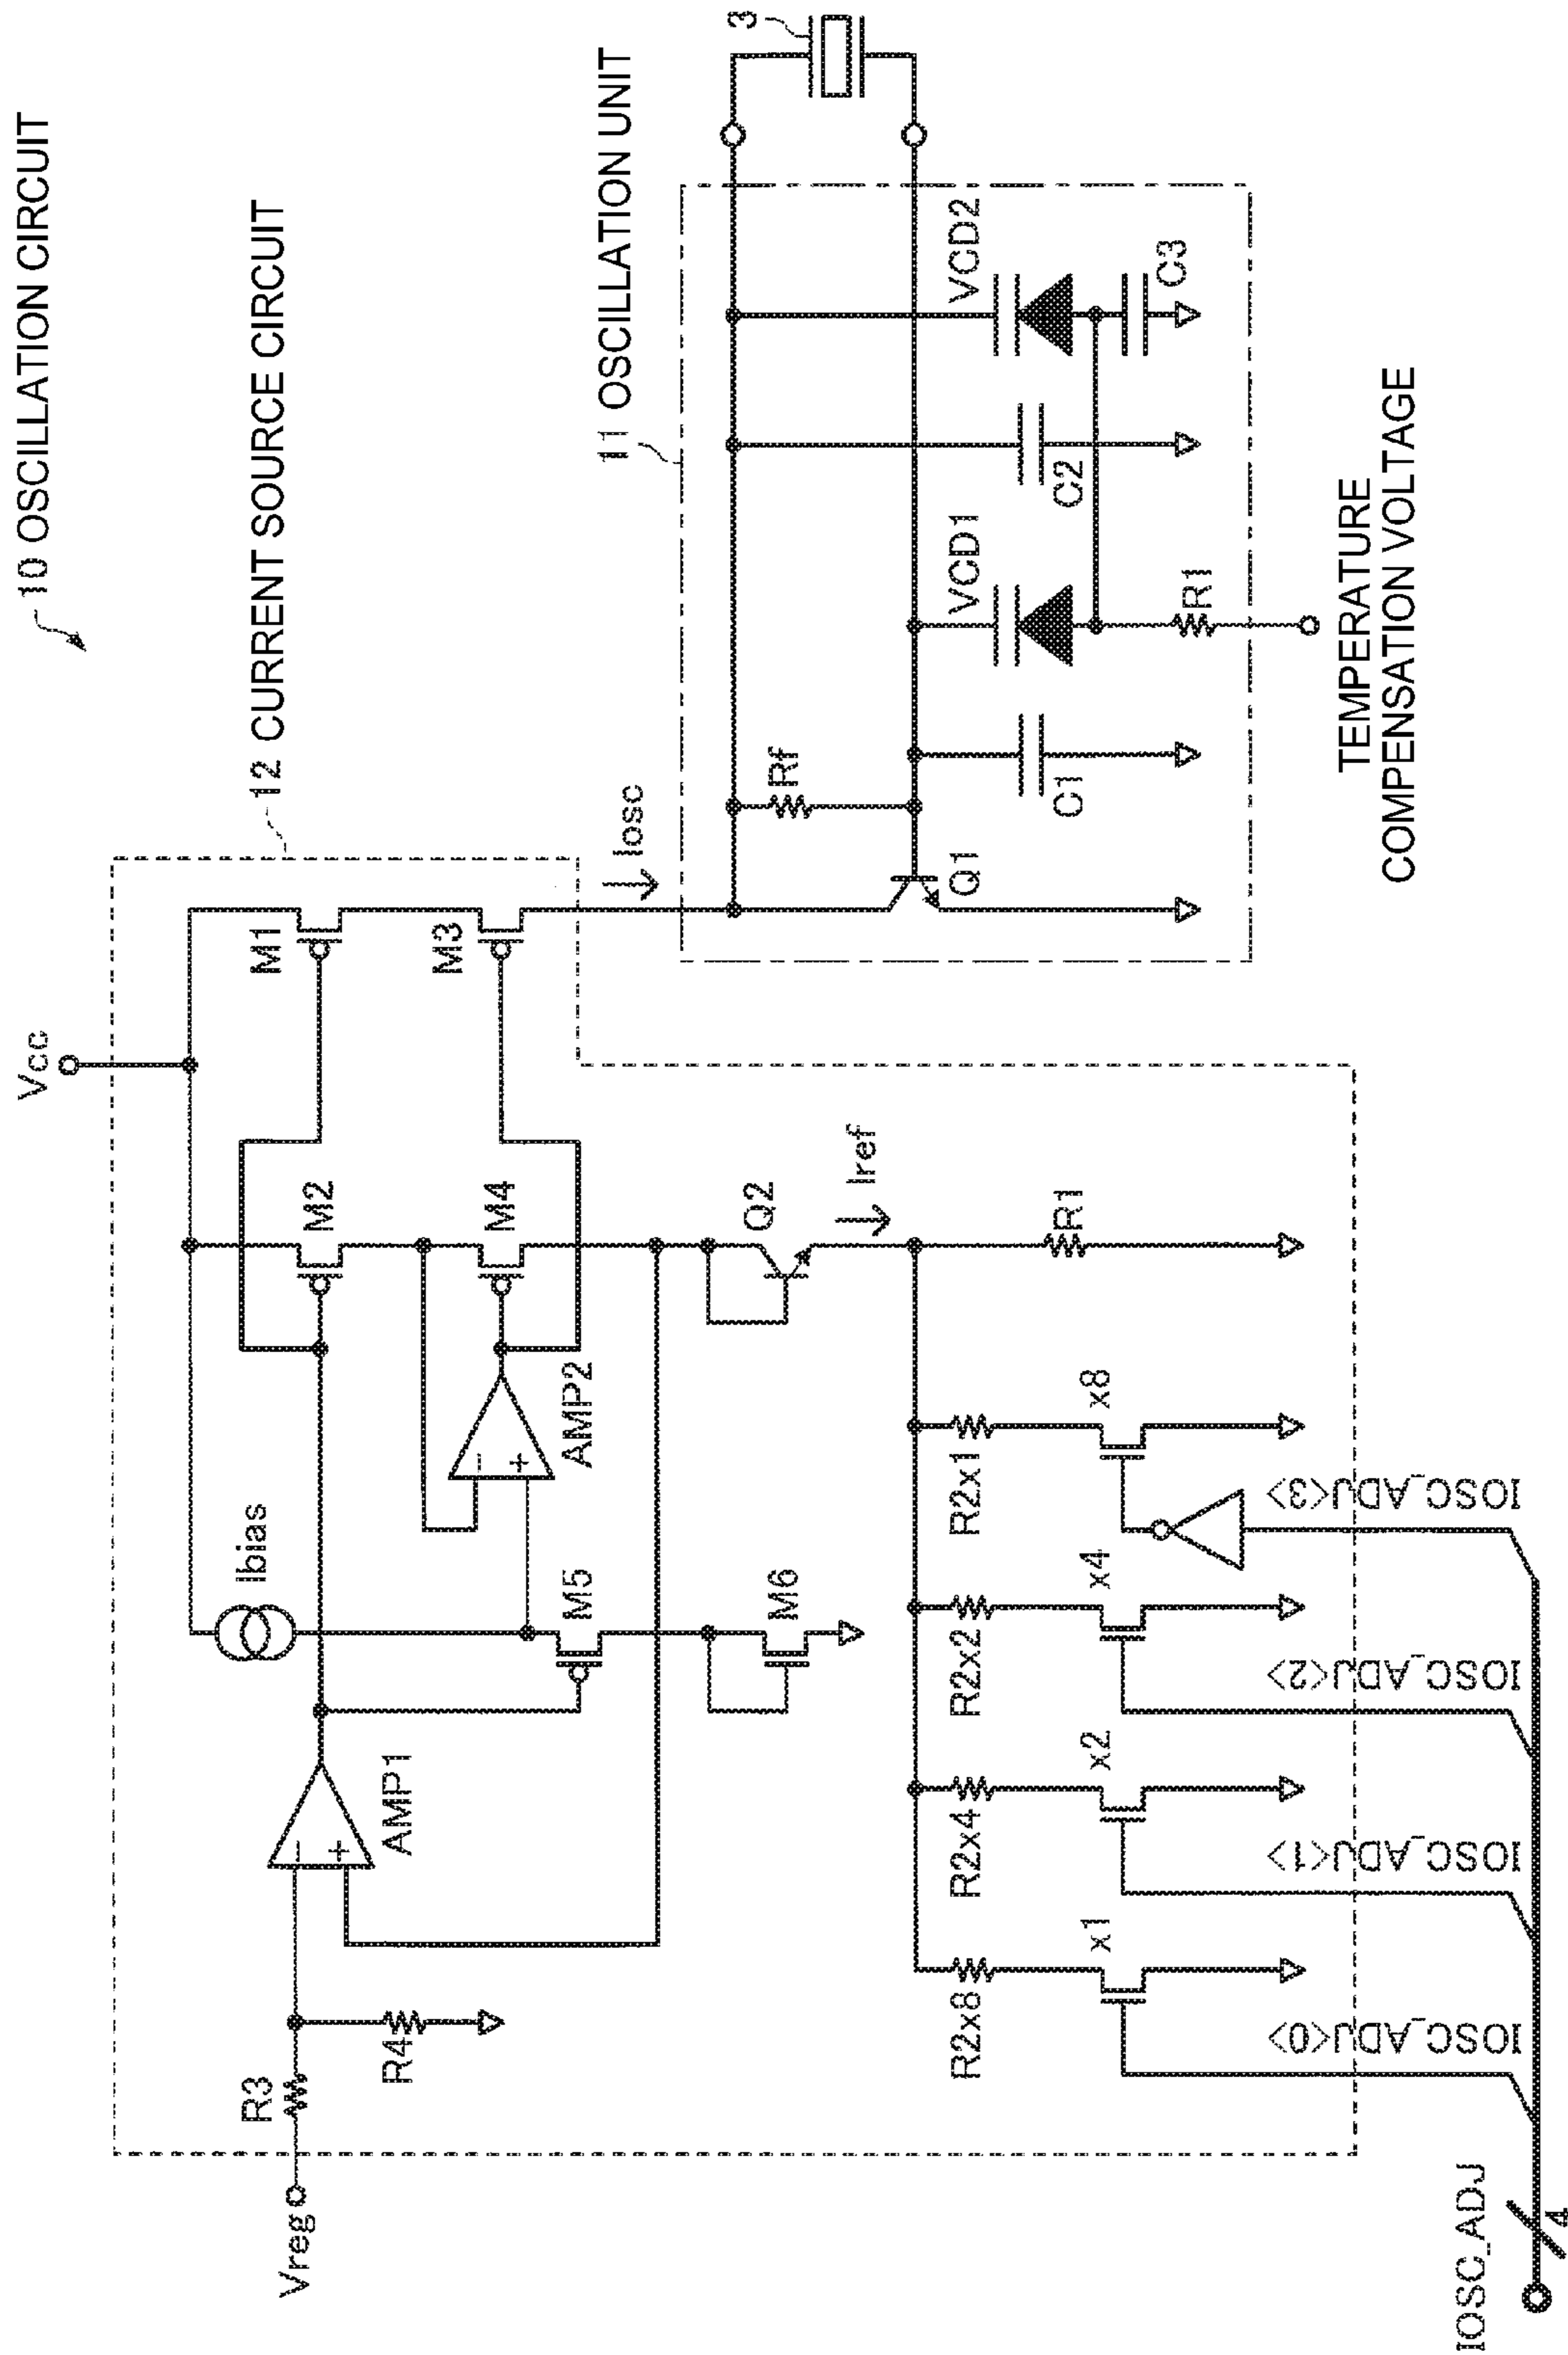 10 OSCILLATION CIRCUIT
Vcc
12 CURRENT SOURCE CIRCUIT
Vreg
R3
R4
AMP1
−
+
Ibias
M5
M6
AMP2
−
+
M2
M4
M1
M3
Q2
Iref
R1
Iosc
11 OSCILLATION UNIT
3
Rf
Q1
C1
VCD1
R1
C2
VCD2
C3
TEMPERATURE
COMPENSATION VOLTAGE
R2x8
x1
R2x4
x2
R2x2
x4
R2x1
x8
IOSC_ADJ<0>
IOSC_ADJ<1>
IOSC_ADJ<2>
IOSC_ADJ<3>
IOSC_ADJ
4